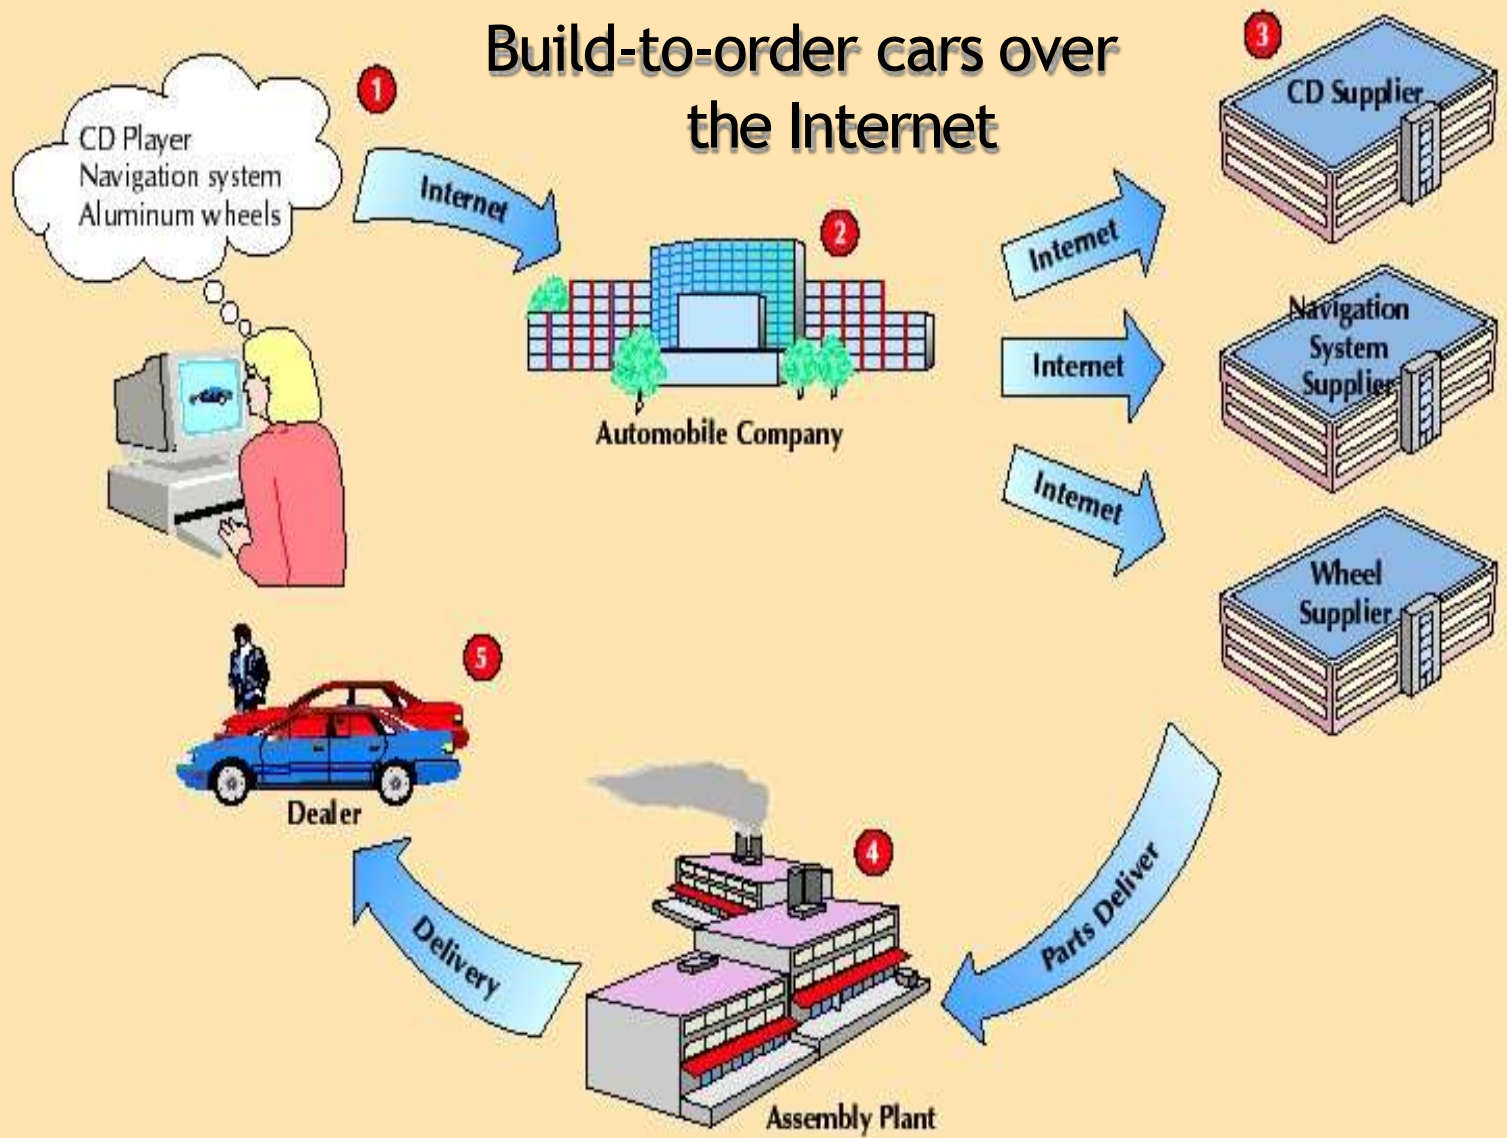 Build-to-order cars over
the Internet
1
CD Player
Navigation system
Aluminum wheels
Internet
2
Automobile Company
Internet
Internet
Internet
3
CD Supplier
Navigation
System
Supplier
Wheel
Supplier
Parts Deliver
4
Assembly Plant
Delivery
5
Dealer